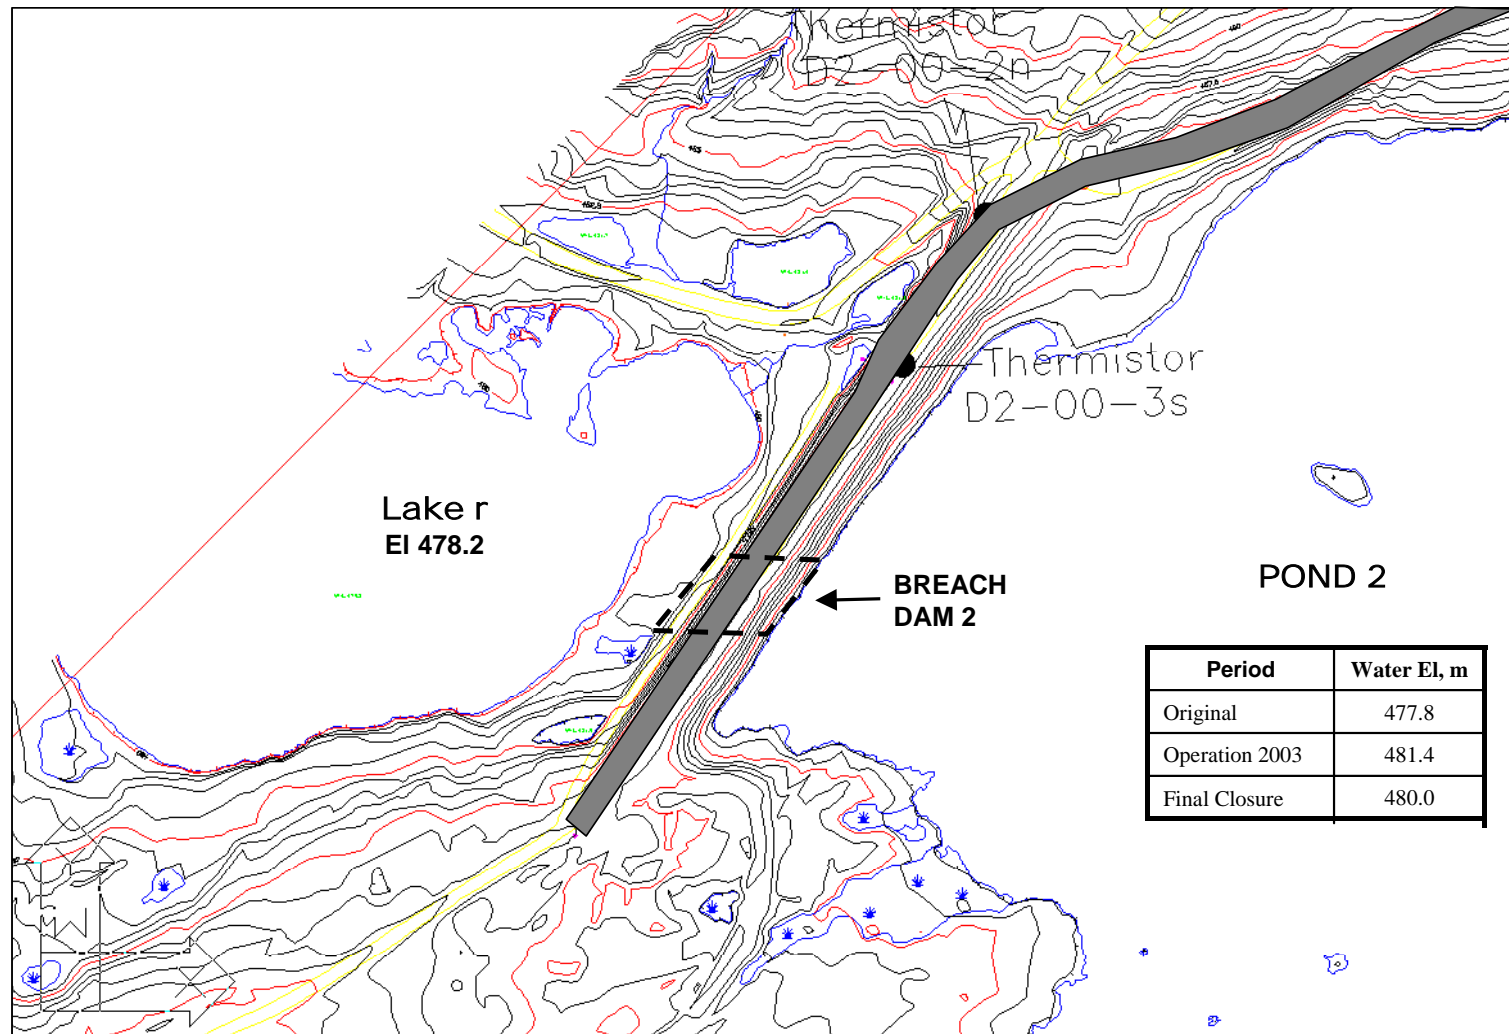 Thermistor
D2-00-2n
Thermistor
D2-00-3s
Lake r
El 478.2
BREACH
DAM 2
POND 2
Period Water El, m
Original 477.8
Operation 2003 481.4
Final Closure 480.0